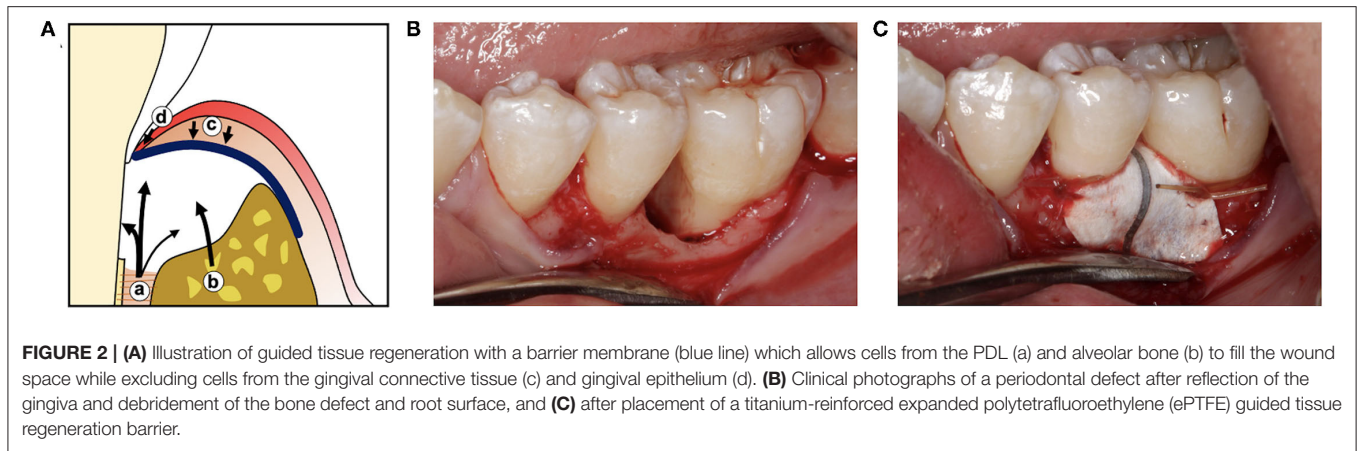 A
B
C
d
c
a
b
FIGURE 2 | (A) Illustration of guided tissue regeneration with a barrier membrane (blue line) which allows cells from the PDL (a) and alveolar bone (b) to fill the wound
space while excluding cells from the gingival connective tissue (c) and gingival epithelium (d). (B) Clinical photographs of a periodontal defect after reflection of the
gingiva and debridement of the bone defect and root surface, and (C) after placement of a titanium-reinforced expanded polytetrafluoroethylene (ePTFE) guided tissue
regeneration barrier.